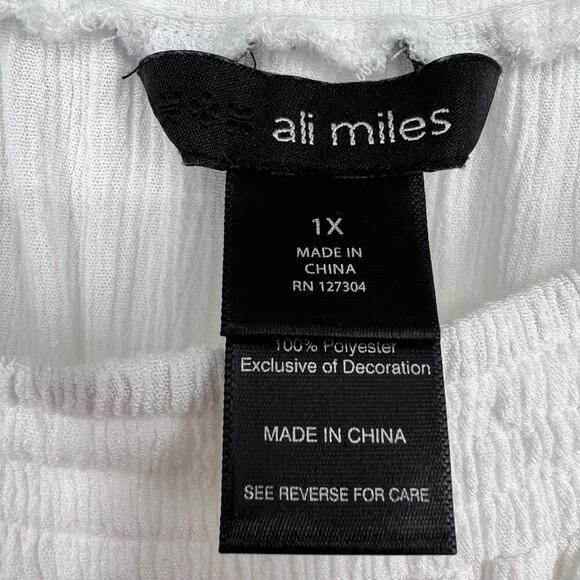 ali miles
1X
MADE IN
CHINA
RN 127304
100% Polyester
Exclusive of Decoration
MADE IN CHINA
SEE REVERSE FOR CARE